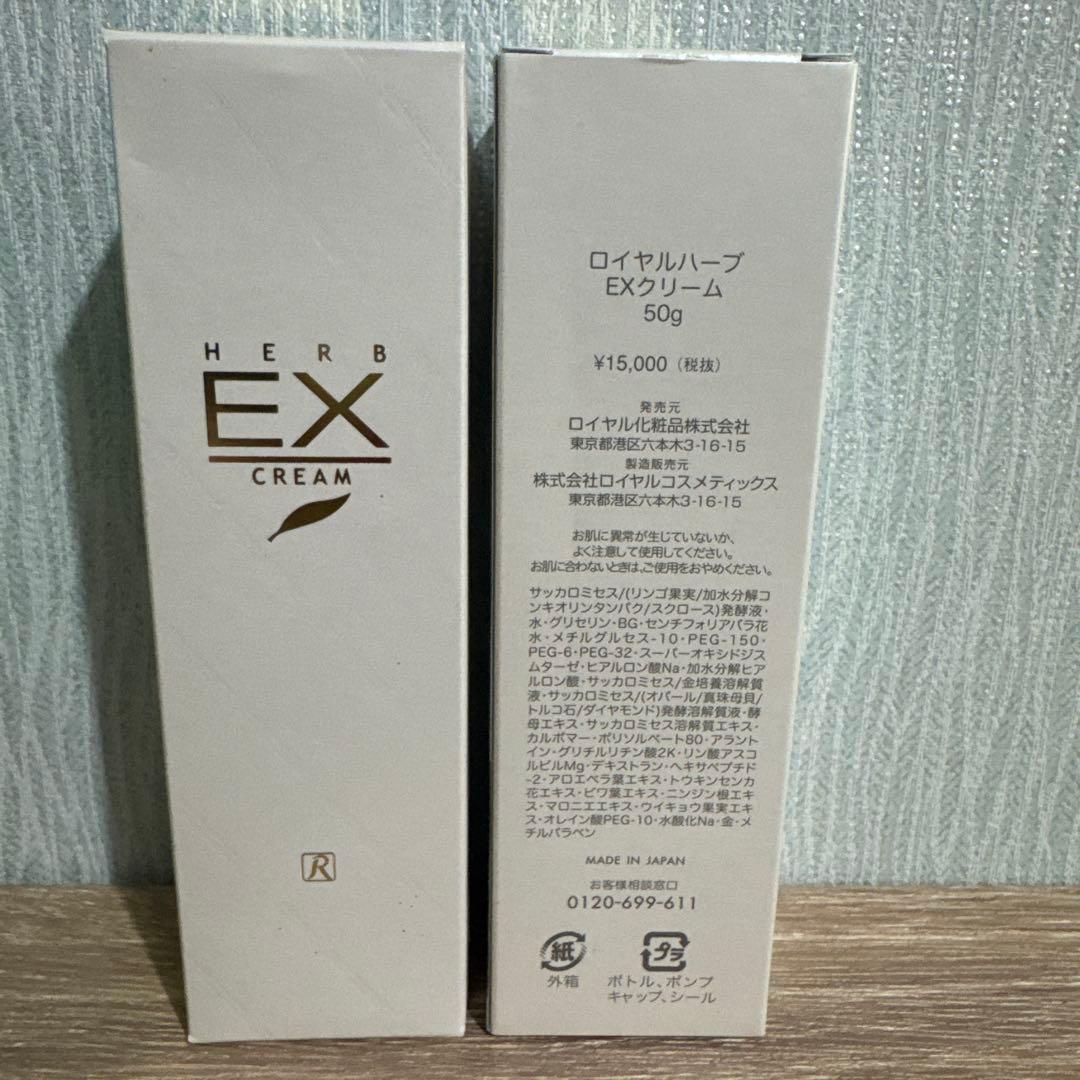 HERB
EX
CREAM
R
ロイヤルハーブ
EXクリーム
50g
¥15,000（税抜）
発売元
ロイヤル化粧品株式会社
東京都港区六本木3-16-15
製造販売元
株式会社ロイヤルコスメティックス
東京都港区六本木3-16-15
お肌に異常が生じていないか、
よく注意して使用してください。
お肌に合わないときは、ご使用をおやめください。
サッカロミセス/(リンゴ果実/加水分解コ
ンキオリンタンパク/スクロース)発酵液・
水・グリセリン・BG・センチフォリアバラ花
水・メチルグルセス-10・PEG-150・
PEG-6・PEG-32・スーパーオキシドジス
ムターゼ・ヒアルロン酸Na・加水分解ヒア
ルロン酸・サッカロミセス/金培養溶解質
液・サッカロミセス/(オパール/真珠母貝/
トルコ石/ダイヤモンド)発酵溶解質液・酵
母エキス・サッカロミセス溶解質エキス・
カルボマー・ポリソルベート80・アラント
イン・グリチルリチン酸2K・リン酸アスコ
ルビルMg・デキストラン・ヘキサペプチド
-2・アロエベラ葉エキス・トウキンセンカ
花エキス・ビワ葉エキス・ニンジン根エキ
ス・マロニエエキス・ウイキョウ果実エキ
ス・オレイン酸PEG-10・水酸化Na・金・メ
チルパラベン
MADE IN JAPAN
お客様相談窓口
0120-699-611
紙 プラ
外箱 ボトル、ポンプ
キャップ、シール